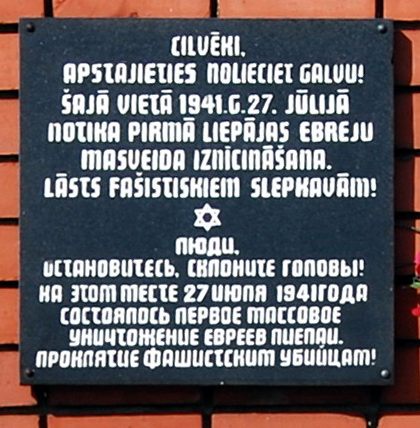 CILVĒKI,
APSTĀJIETIES NOLIECIET GALVU!
ŠAJĀ VIETĀ 1941.G. 27. JŪLIJĀ
NOTIKA PIRMĀ LIEPĀJAS EBREJU
MASVEIDA IZNĪCINĀŠANA.
LĀSTS FAŠISTISKIEM SLEPKAVĀM!
ЛЮДИ,
ОСТАНОВИТЕСЬ, СКЛОНИТЕ ГОЛОВЫ!
НА ЭТОМ МЕСТЕ 27 ИЮЛЯ 1941 ГОДА
СОСТОЯЛОСЬ ПЕРВОЕ МАССОВОЕ
УНИЧТОЖЕНИЕ ЕВРЕЕВ ЛИЕПАИ.
ПРОКЛЯТИЕ ФАШИСТСКИМ УБИЙЦАМ!